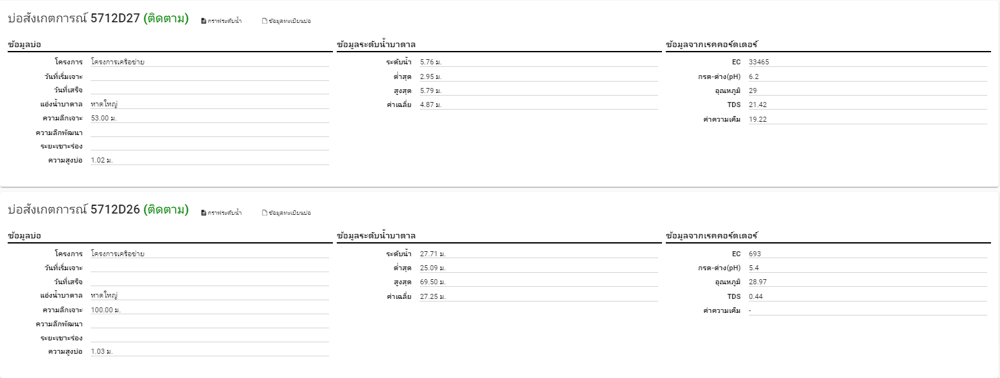 บ่อสังเกตการณ์ 5712D27 (ติดตาม) กราฟระดับน้ำ ข้อมูลทะเบียนบ่อ
ข้อมูลบ่อ
โครงการ โครงการเครือข่าย
วันที่เริ่มเจาะ
วันที่เสร็จ
แอ่งน้ำบาดาล หาดใหญ่
ความลึกเจาะ 53.00 ม.
ความลึกพัฒนา
ระยะเซาะร่อง
ความสูงบ่อ 1.02 ม.
ข้อมูลระดับน้ำบาดาล
ระดับน้ำ 5.76 ม.
ต่ำสุด 2.95 ม.
สูงสุด 5.79 ม.
ค่าเฉลี่ย 4.87 ม.
ข้อมูลจากเรคคอร์ดเดอร์
EC 33465
กรด-ด่าง(pH) 6.2
อุณหภูมิ 29
TDS 21.42
ค่าความเค็ม 19.22
บ่อสังเกตการณ์ 5712D26 (ติดตาม) กราฟระดับน้ำ ข้อมูลทะเบียนบ่อ
ข้อมูลบ่อ
โครงการ โครงการเครือข่าย
วันที่เริ่มเจาะ
วันที่เสร็จ
แอ่งน้ำบาดาล หาดใหญ่
ความลึกเจาะ 100.00 ม.
ความลึกพัฒนา
ระยะเซาะร่อง
ความสูงบ่อ 1.03 ม.
ข้อมูลระดับน้ำบาดาล
ระดับน้ำ 27.71 ม.
ต่ำสุด 25.09 ม.
สูงสุด 69.50 ม.
ค่าเฉลี่ย 27.25 ม.
ข้อมูลจากเรคคอร์ดเดอร์
EC 693
กรด-ด่าง(pH) 5.4
อุณหภูมิ 28.97
TDS 0.44
ค่าความเค็ม -